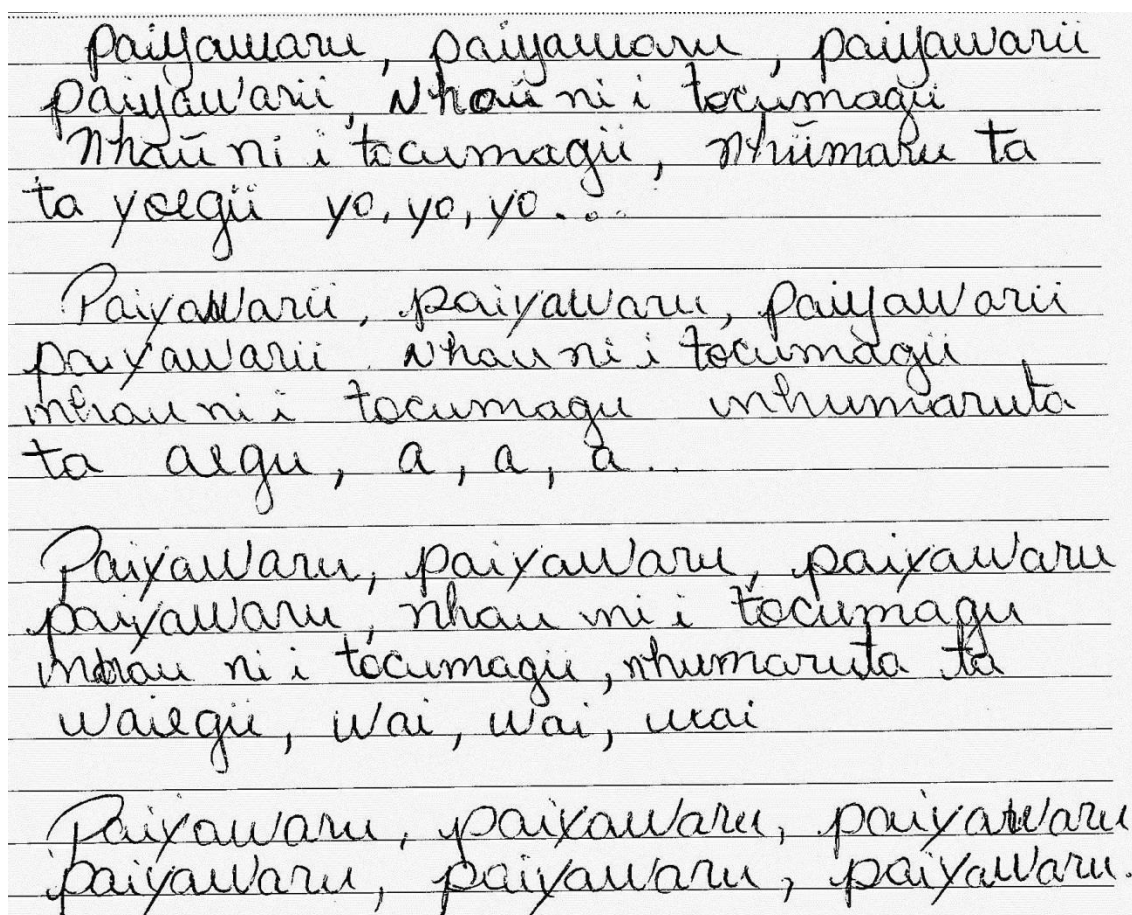 paiyawaru, paiyawaru, paiyawarü
paiyawarü, Nhaü ni i tocumagü
Nhaü ni i tocumagü, nhümaru ta
ta yoegü yo, yo, yo...
Paiyawarü, paiyawaru, paiyawarü
paiyawarü Nhau ni i tocumagü
nhau ni i tocumagu nhumaruta
ta aegu, a, a, a..
Paiyawaru, paiyawaru, paiyawaru
paiyawaru, nhau ni i tocumagu
nhau ni i tocumagü, nhumaruta ta
waiegü, wai, wai, wai
Paiyawaru, paiyawaru, paiyawaru
paiyawaru, paiyawaru, paiyawaru.